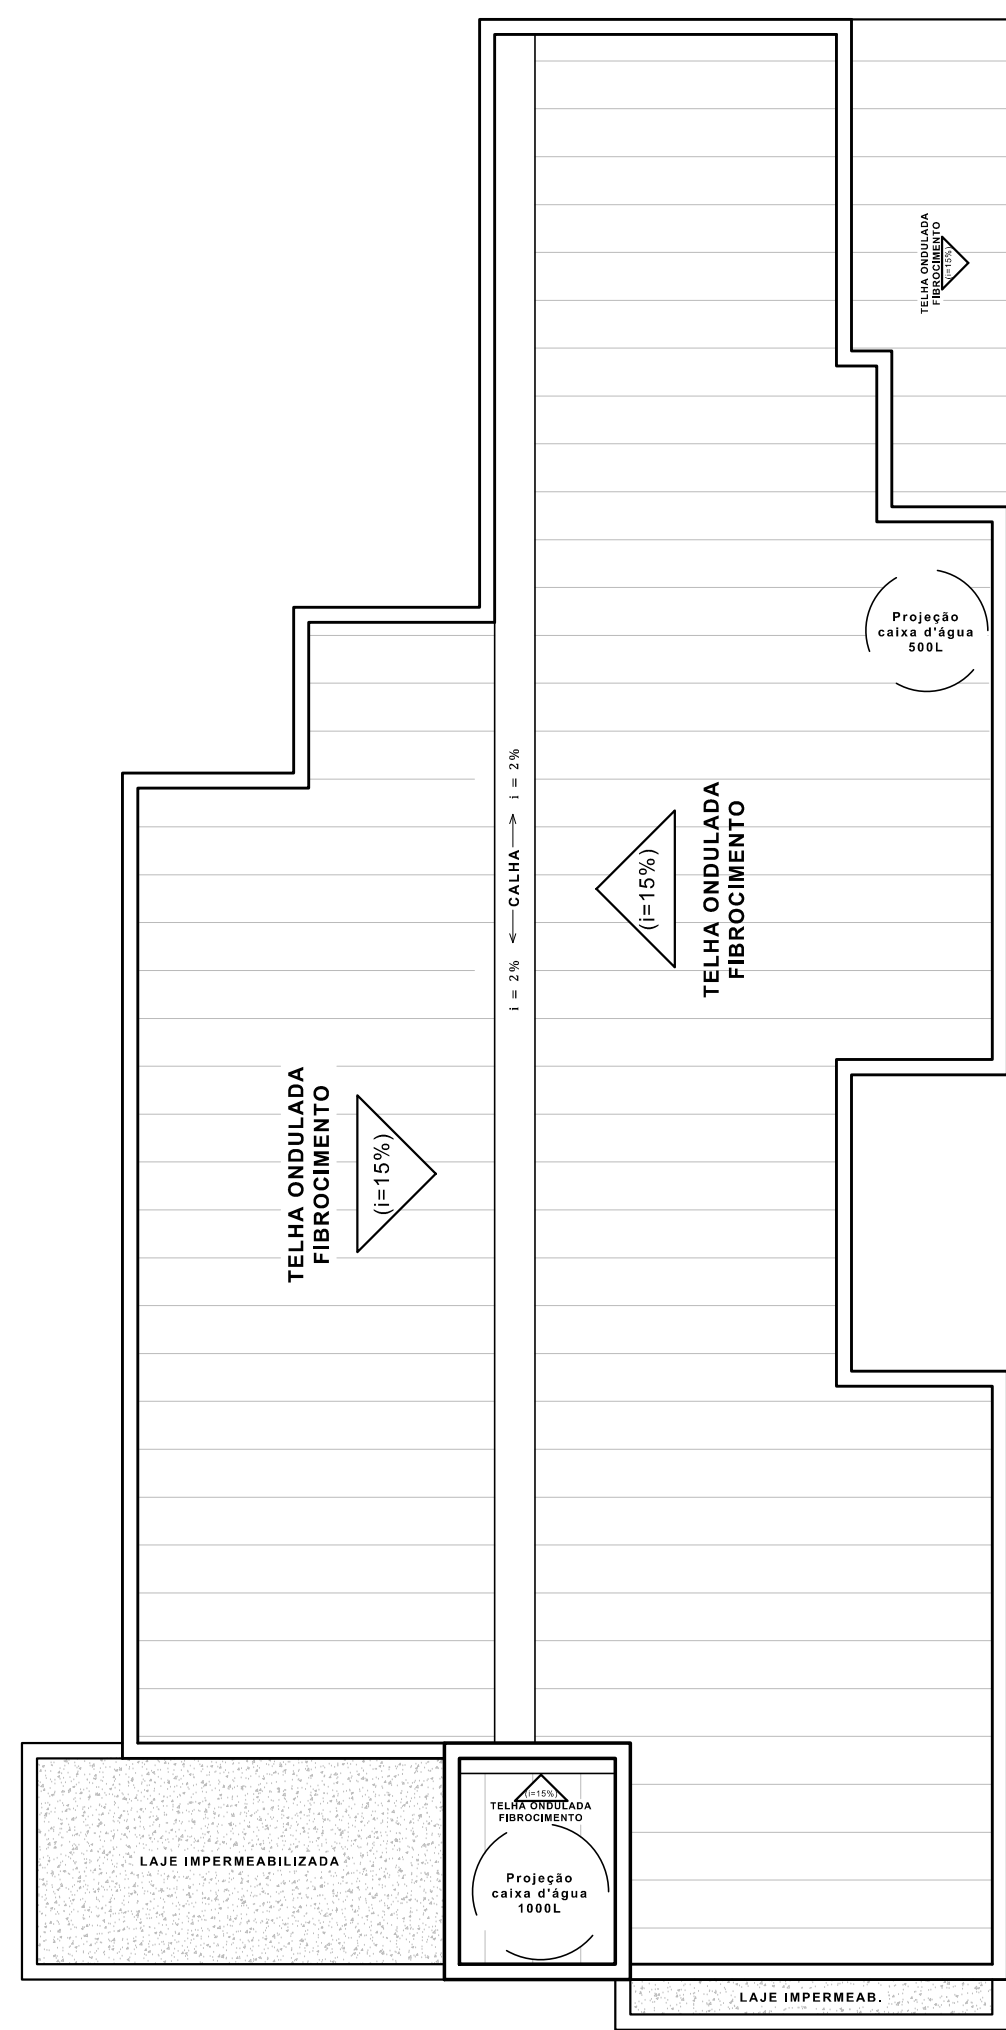 TELHA ONDULADA
FIBROCIMENTO
(i=15%)
Projeção
caixa d'água
500L
i = 2% CALHA i = 2%
(i=15%)
TELHA ONDULADA
FIBROCIMENTO
TELHA ONDULADA
FIBROCIMENTO
(i=15%)
(i=15%)
TELHA ONDULADA
FIBROCIMENTO
LAJE IMPERMEABILIZADA
Projeção
caixa d'água
1000L
LAJE IMPERMEAB.